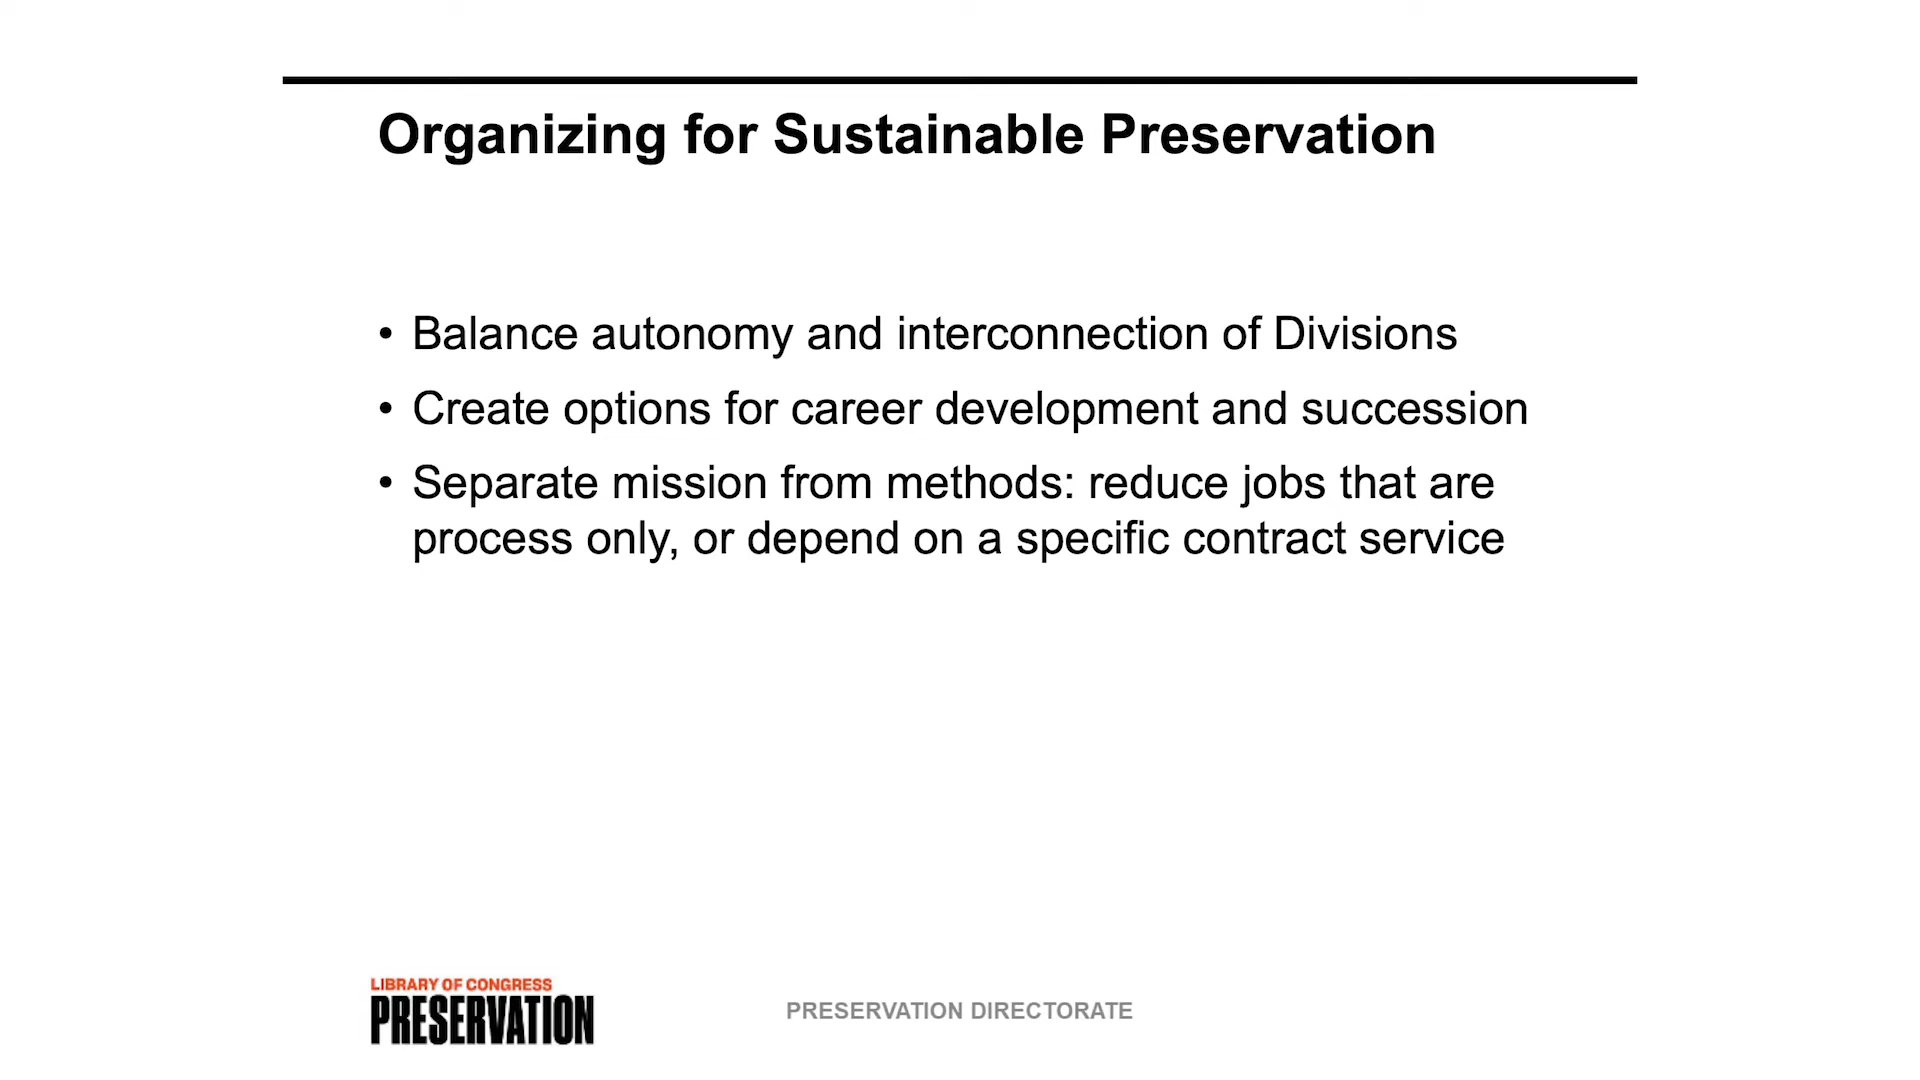 Organizing for Sustainable Preservation
• Balance autonomy and interconnection of Divisions
• Create options for career development and succession
• Separate mission from methods: reduce jobs that are
process only, or depend on a specific contract service
LIBRARY OF CONGRESS
PRESERVATION
PRESERVATION DIRECTORATE